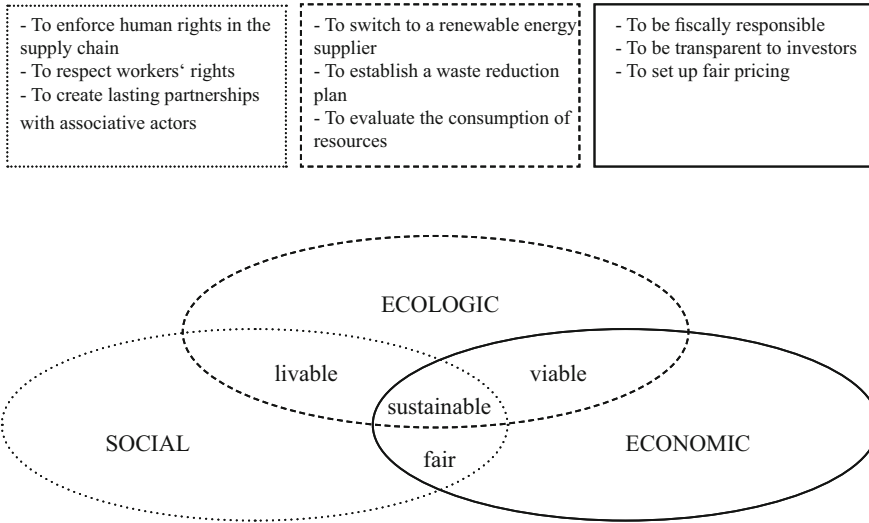 - To enforce human rights in the
supply chain
- To respect workers‘ rights
- To create lasting partnerships
with associative actors
- To switch to a renewable energy
supplier
- To establish a waste reduction
plan
- To evaluate the consumption of
resources
- To be fiscally responsible
- To be transparent to investors
- To set up fair pricing
ECOLOGIC
livable
viable
sustainable
SOCIAL
ECONOMIC
fair